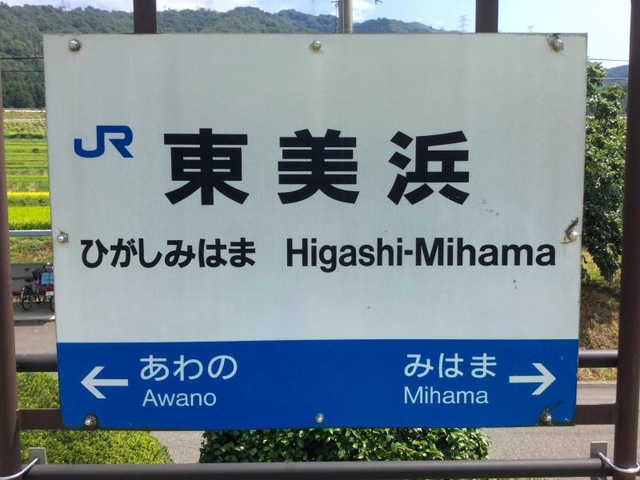 JR 東美浜
ひがしみはま Higashi-Mihama
← あわの みはま →
Awano Mihama